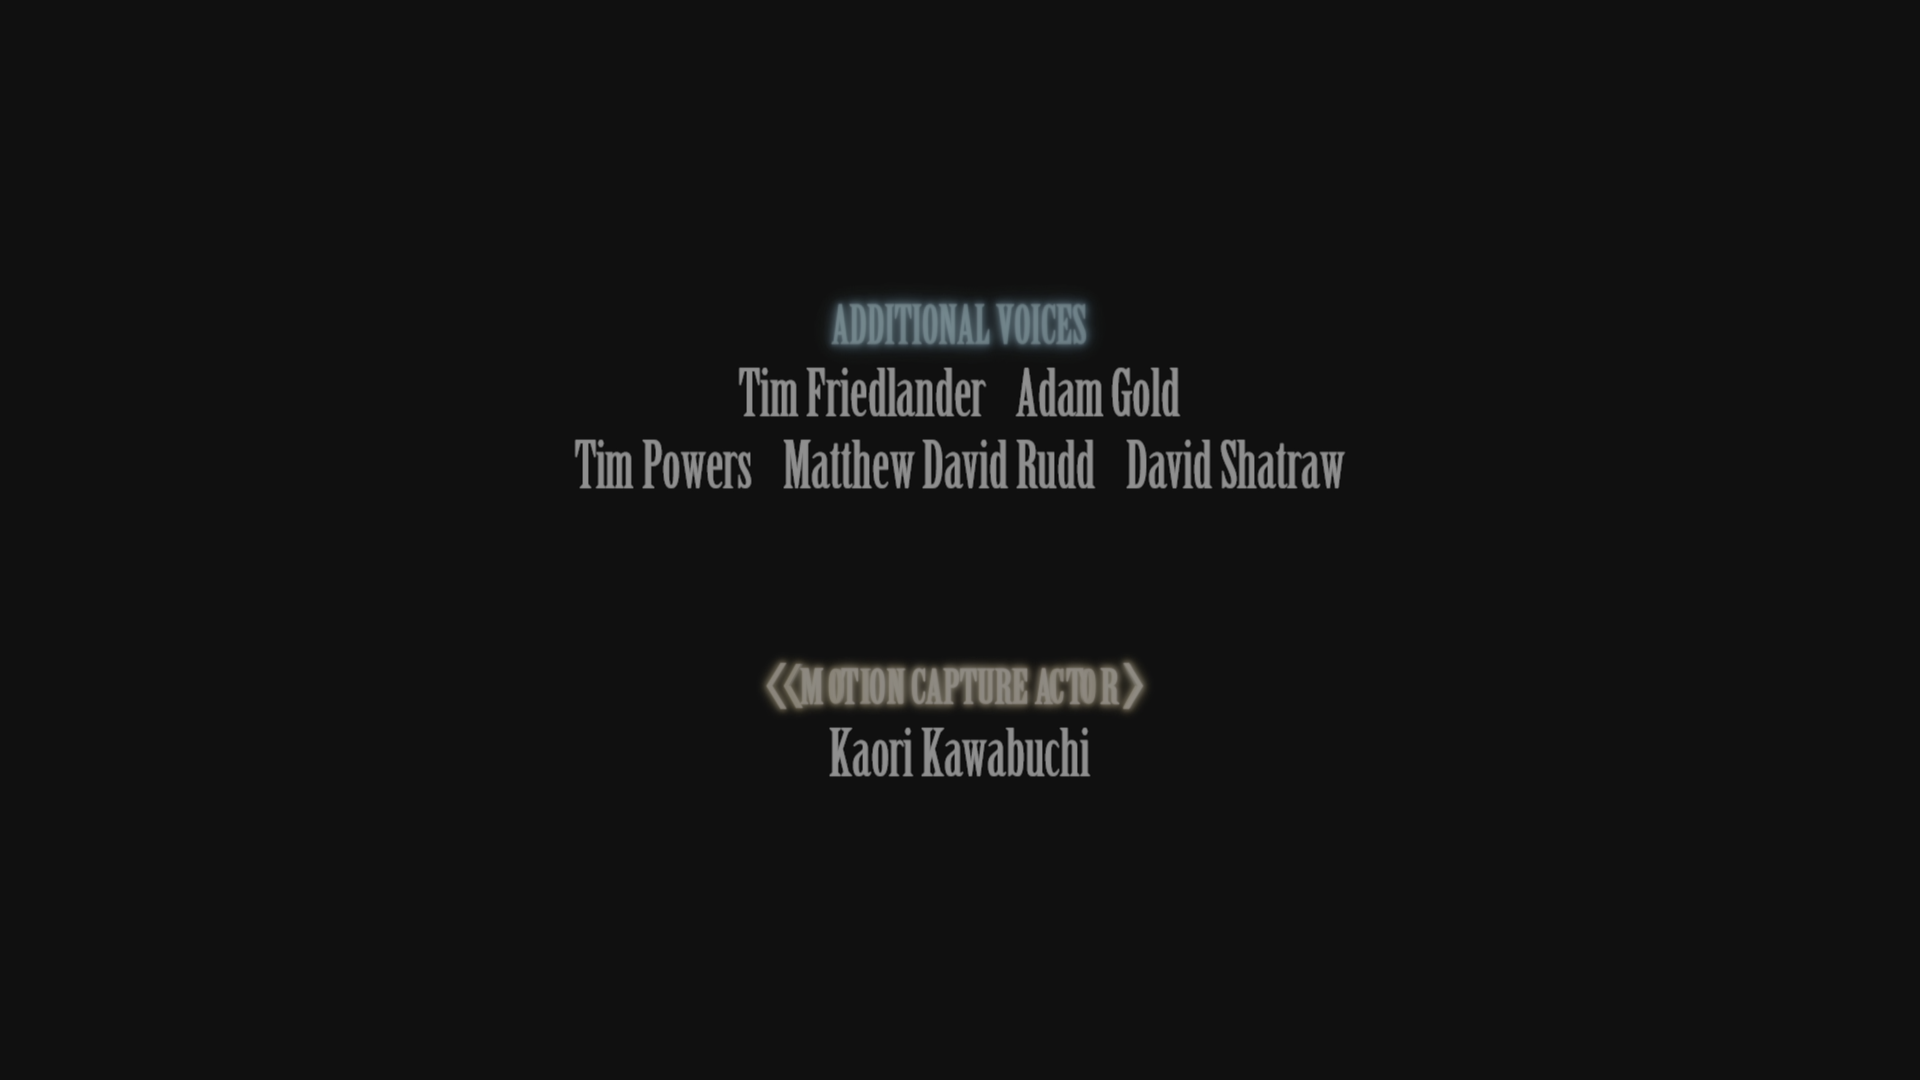 ADDITIONAL VOICES
Tim Friedlander Adam Gold
Tim Powers Matthew David Rudd David Shatraw
《《MOTION CAPTURE ACTOR》
Kaori Kawabuchi